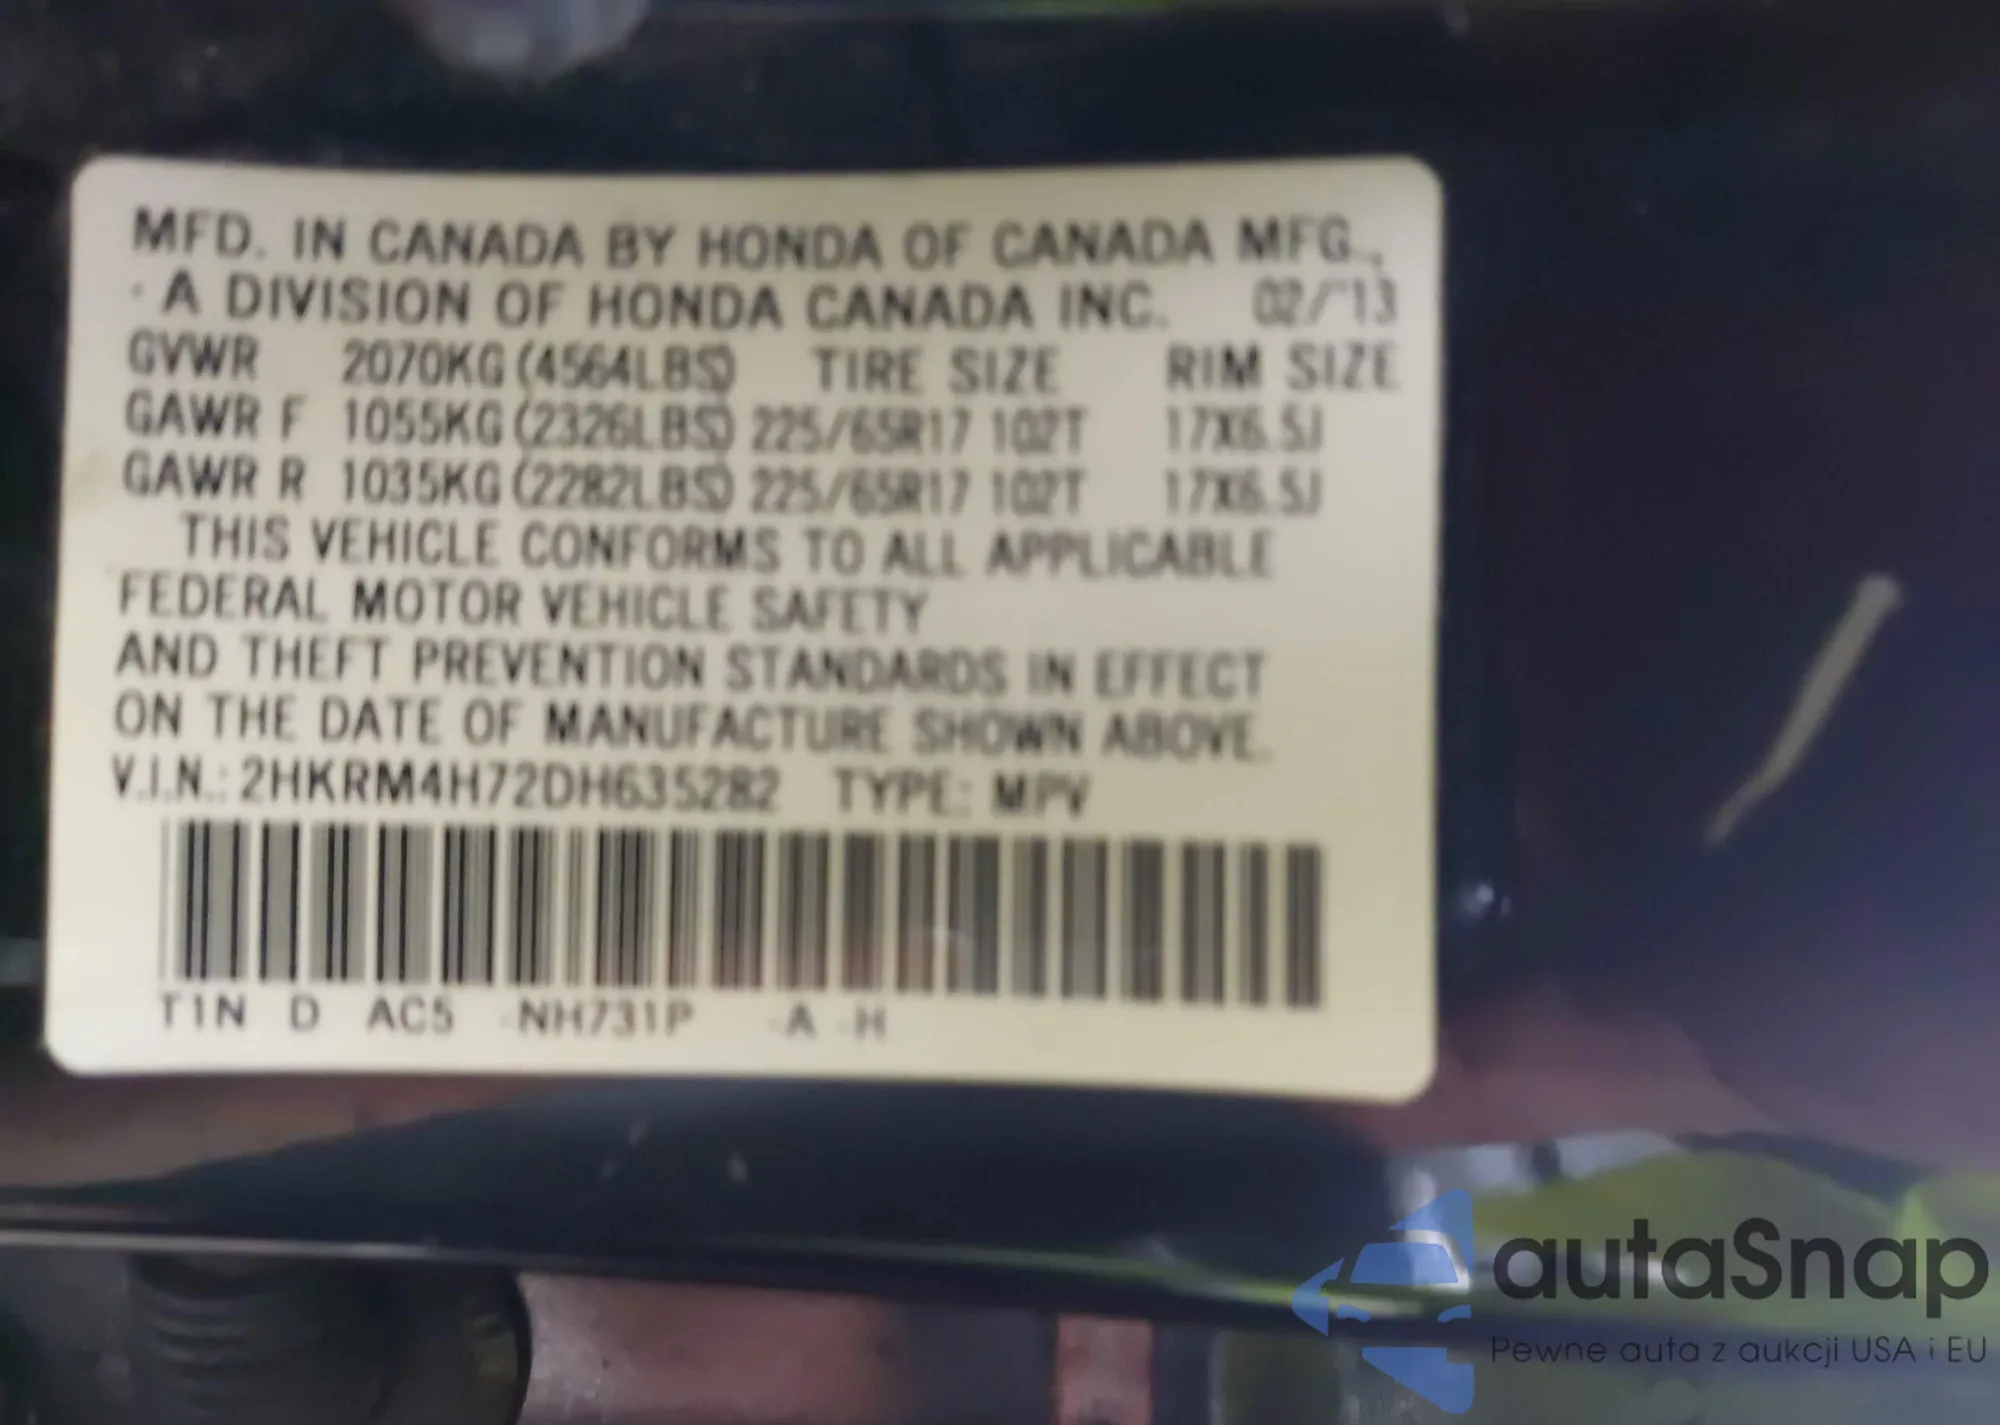 MFD. IN CANADA BY HONDA OF CANADA MFG.,
A DIVISION OF HONDA CANADA INC. 02/13
GVWR 2070KG (4564LBS) TIRE SIZE RIM SIZE
GAWR F 1055KG (2326LBS) 225/65R17 102T 17X6.5J
GAWR R 1035KG (2282LBS) 225/65R17 102T 17X6.5J
THIS VEHICLE CONFORMS TO ALL APPLICABLE
FEDERAL MOTOR VEHICLE SAFETY
AND THEFT PREVENTION STANDARDS IN EFFECT
ON THE DATE OF MANUFACTURE SHOWN ABOVE.
V.I.N.: 2HKRM4H72DH635282 TYPE: MPV
T1N D AC5 -NH731P -A -H
autaSnap
Pewne auta z aukcji USA i EU